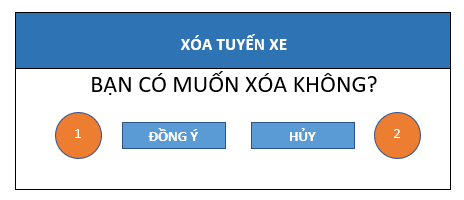 XÓA TUYẾN XE
BẠN CÓ MUỐN XÓA KHÔNG?
1 ĐỒNG Ý HỦY 2